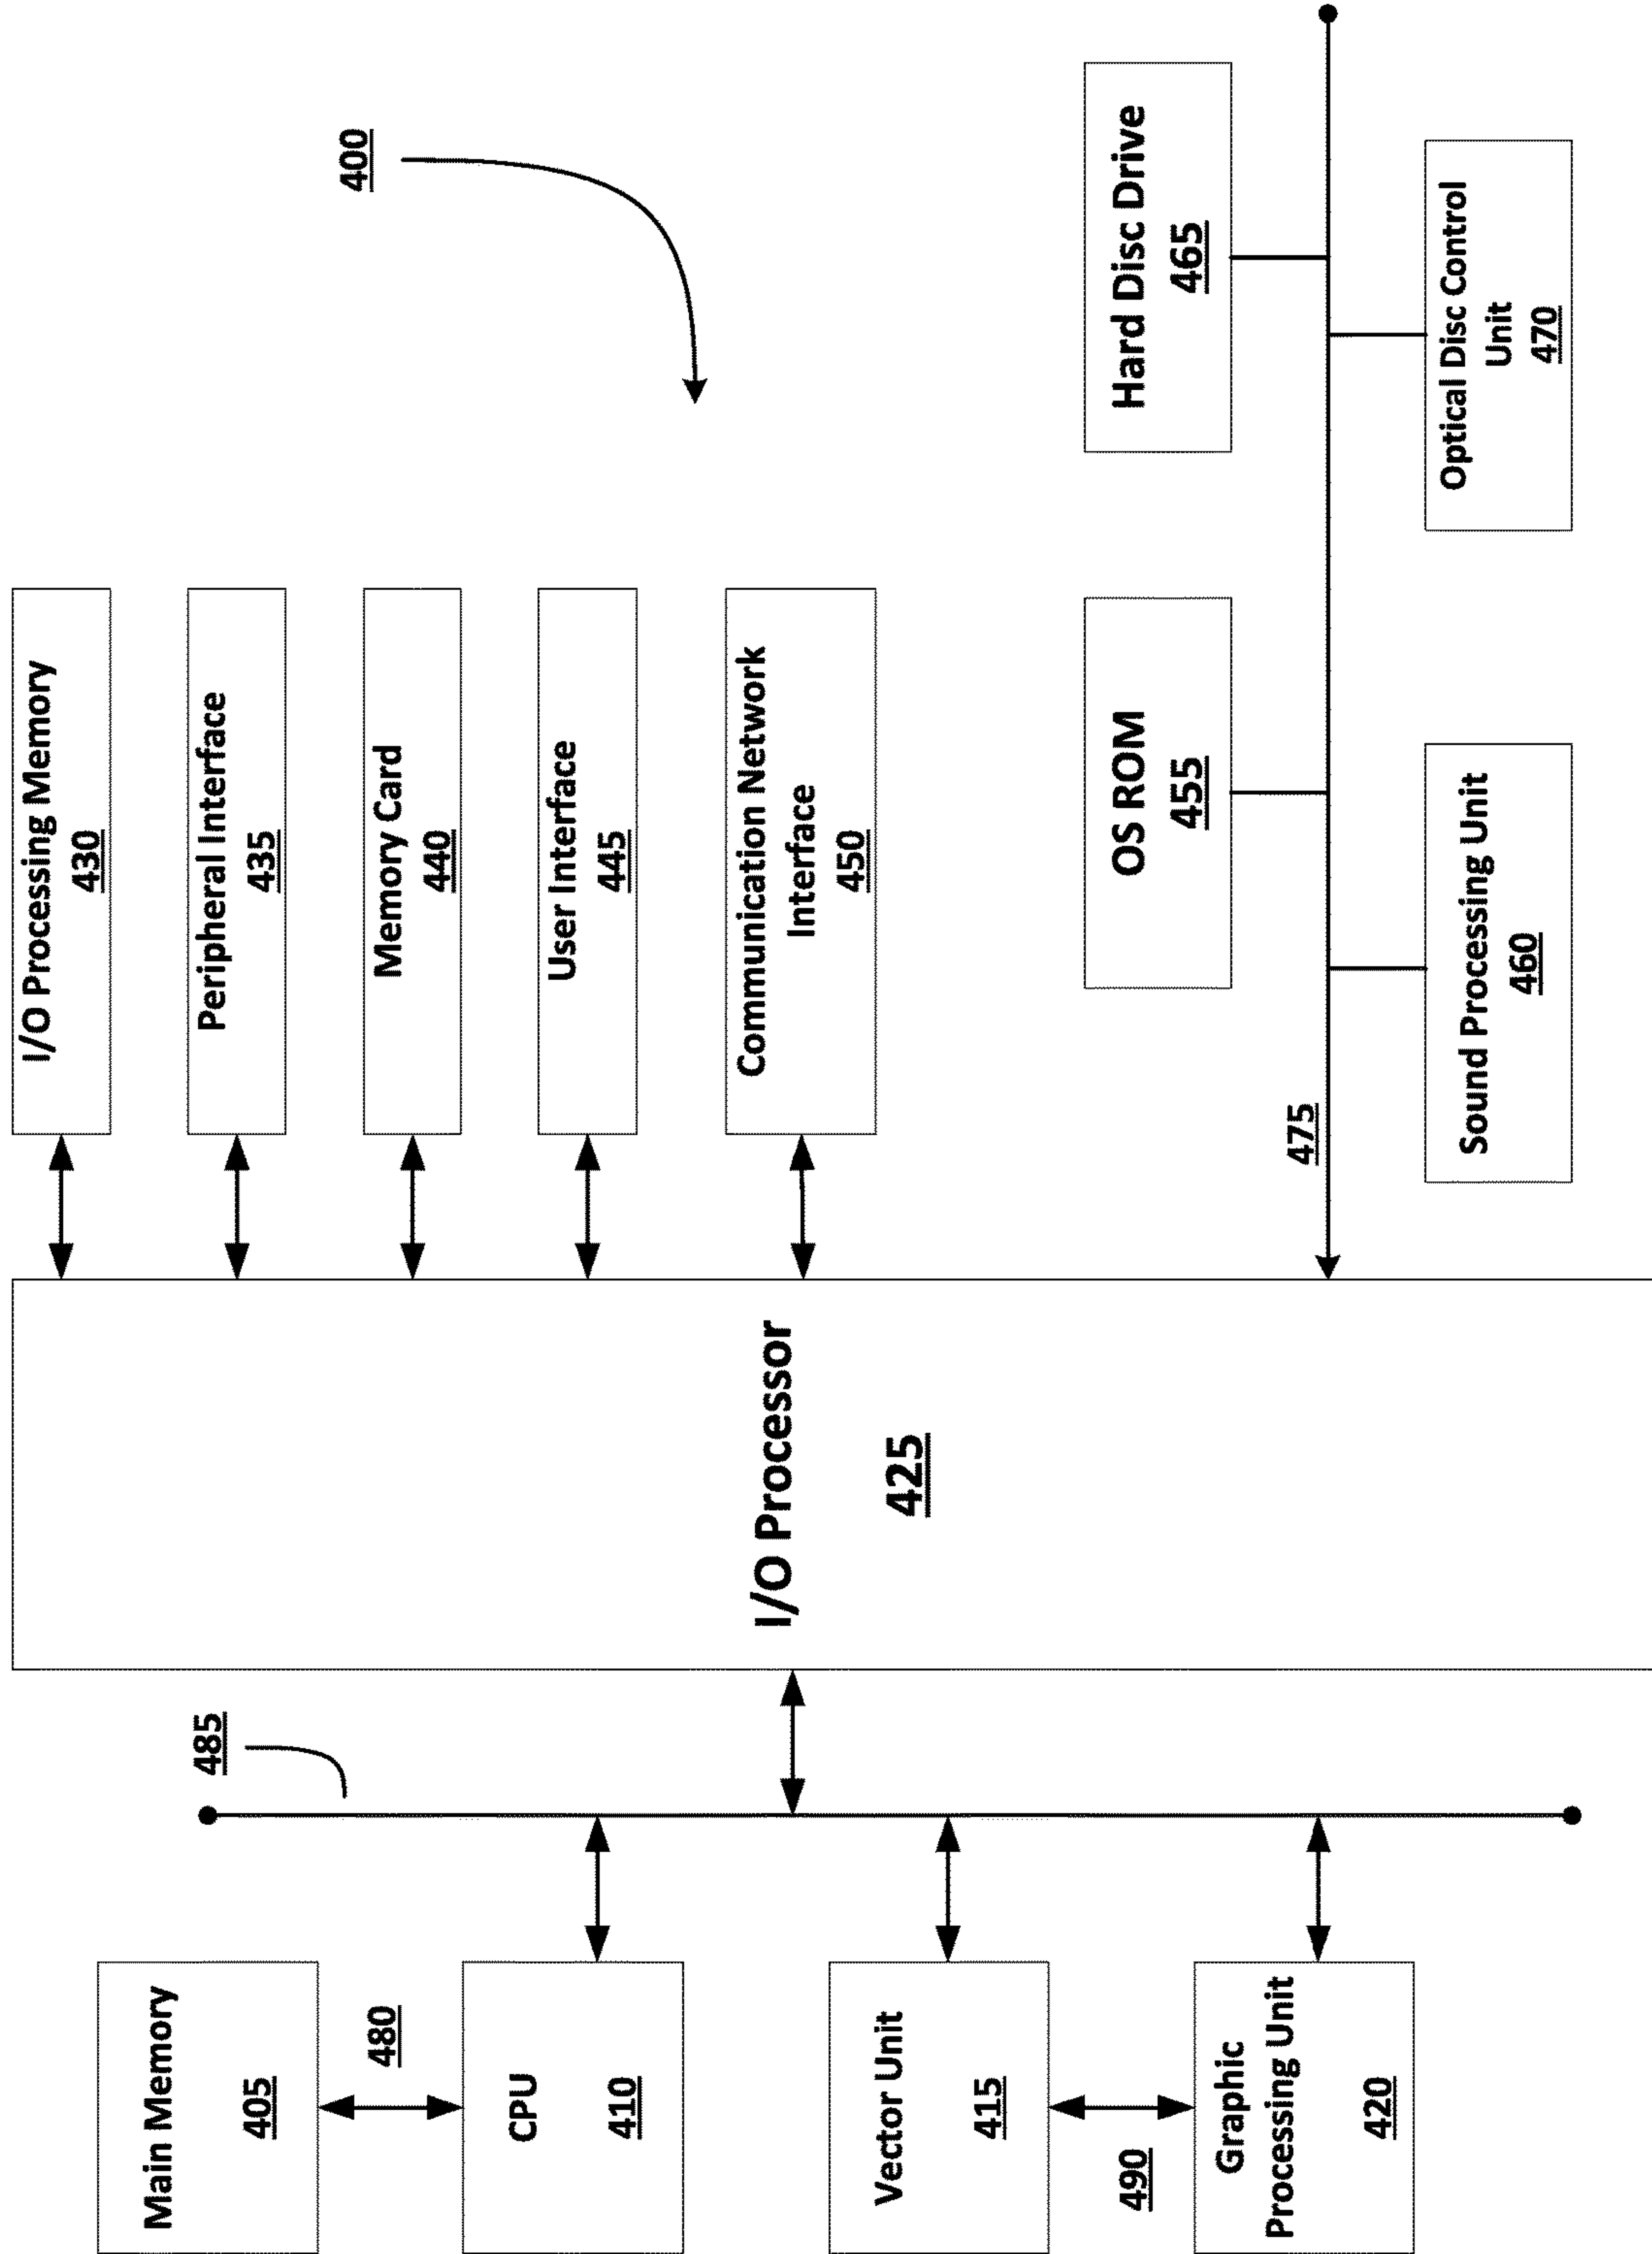 400
I/O Processing Memory
430
Peripheral Interface
435
Memory Card
440
User Interface
445
Communication Network
Interface
450
Main Memory
405
480
CPU
410
485
I/O Processor
425
Vector Unit
415
490
Graphic
Processing Unit
420
OS ROM
455
Hard Disc Drive
465
475
Sound Processing Unit
460
Optical Disc Control
Unit
470